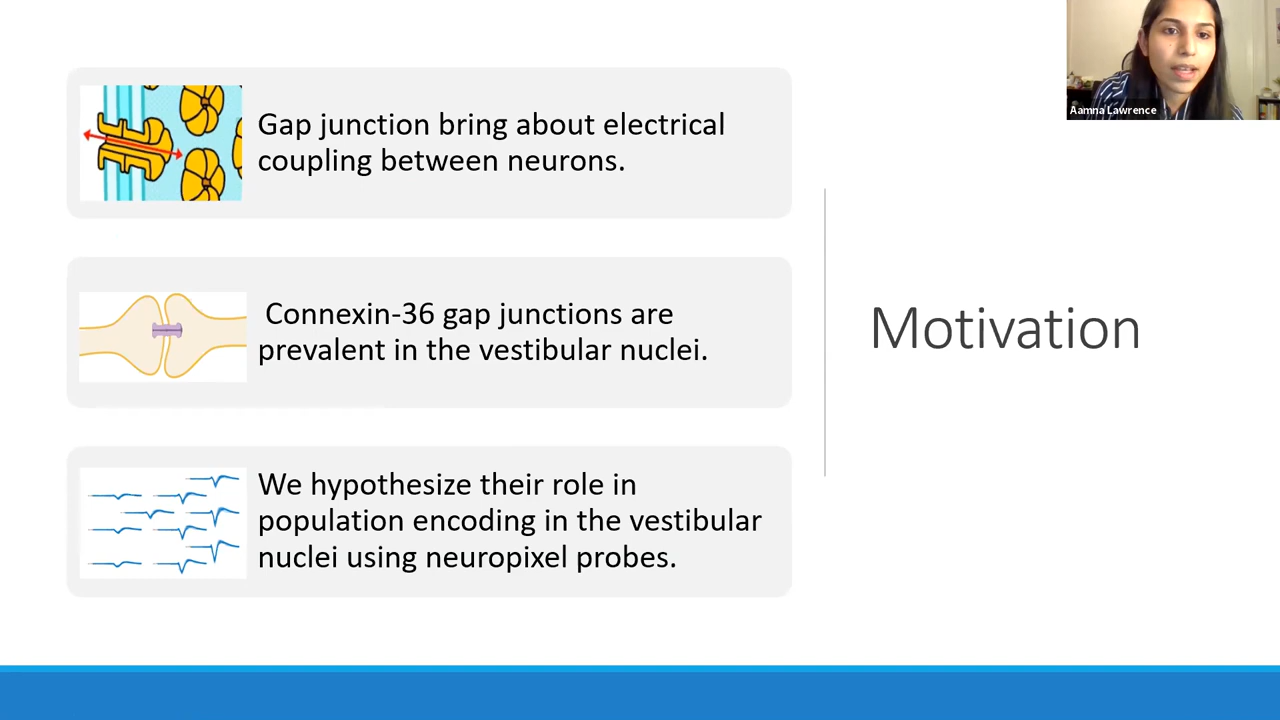 Gap junction bring about electrical
coupling between neurons.
Connexin-36 gap junctions are
prevalent in the vestibular nuclei.
We hypothesize their role in
population encoding in the vestibular
nuclei using neuropixel probes.
Motivation
Aamna Lawrence